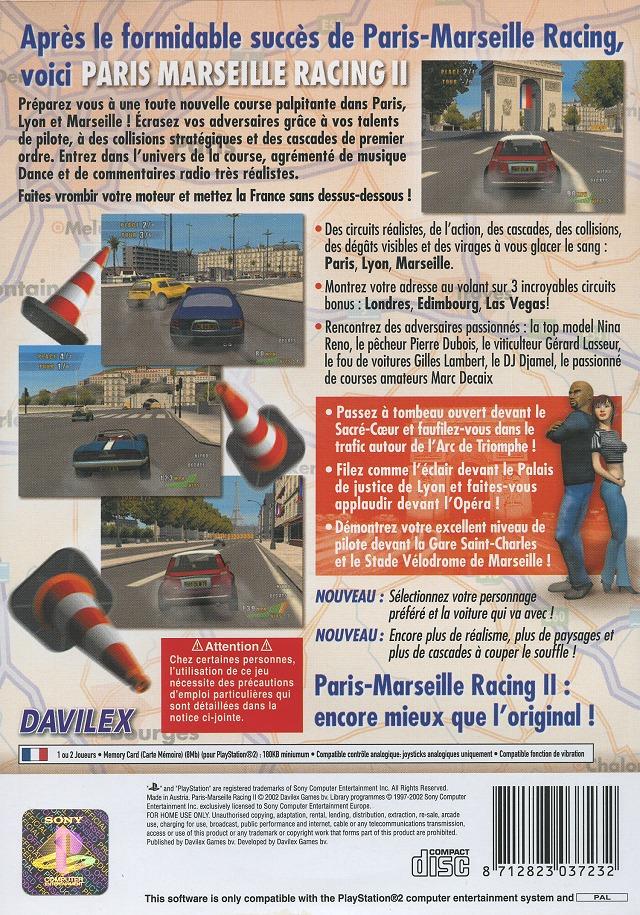 Après le formidable succès de Paris-Marseille Racing,
voici PARIS MARSEILLE RACING II
Préparez vous à une toute nouvelle course palpitante dans Paris,
Lyon et Marseille ! Écrasez vos adversaires grâce à vos talents
de pilote, à des collisions stratégiques et des cascades de premier
ordre. Entrez dans l'univers de la course, agrémenté de musique
Dance et de commentaires radio très réalistes.
Faites vrombir votre moteur et mettez la France sans dessus-dessous !
• Des circuits réalistes, de l'action, des cascades, des collisions,
des dégâts visibles et des virages à vous glacer le sang :
Paris, Lyon, Marseille.
• Montrez votre adresse au volant sur 3 incroyables circuits
bonus : Londres, Edimbourg, Las Vegas!
• Rencontrez des adversaires passionnés : la top model Nina
Reno, le pêcheur Pierre Dubois, le viticulteur Gérard Lasseur,
le fou de voitures Gilles Lambert, le DJ Djamel, le passionné
de courses amateurs Marc Decaix
• Passez à tombeau ouvert devant le
Sacré-Cœur et faufilez-vous dans le
trafic autour de l'Arc de Triomphe !
• Filez comme l'éclair devant le Palais
de justice de Lyon et faites-vous
applaudir devant l'Opéra !
• Démontrez votre excellent niveau de
pilote devant la Gare Saint-Charles
et le Stade Vélodrome de Marseille !
NOUVEAU : Sélectionnez votre personnage
préféré et la voiture qui va avec !
NOUVEAU : Encore plus de réalisme, plus de paysages et
plus de cascades à couper le souffle !
⚠ Attention ⚠
Chez certaines personnes,
l'utilisation de ce jeu
nécessite des précautions
d'emploi particulières qui
sont détaillées dans la
notice ci-jointe.
Paris-Marseille Racing II :
encore mieux que l'original !
DAVILEX
1 ou 2 Joueurs • Memory Card (Carte Mémoire) (8Mb) (pour PlayStation®2) : 180KB miniumum • Compatible contrôle analogique: joysticks analogiques uniquement • Compatible fonction de vibration
" " and "PlayStation" are registered trademarks of Sony Computer Entertainment Inc. All Rights Reserved.
Made in Austria. Paris-Marseille Racing II © 2002 Davilex Games bv. Library programmes © 1997-2002 Sony Computer
Entertainment Inc. exclusively licensed to Sony Computer Entertainment Europe.
FOR HOME USE ONLY. Unauthorised copying, adaptation, rental, lending, distribution, extraction, re-sale, arcade
use, charging for use, broadcast, public performance and internet, cable or any telecommunications transmission,
access or use of this product or any trademark or copyright work that forms part of this product are prohibited.
Published by Davilex Games bv. Developed by Davilex Games bv.
SONY
COMPUTER
ENTERTAINMENT
COMPACT
disc
8 712823 037232
This software is only compatible with the PlayStation®2 computer entertainment system and PAL